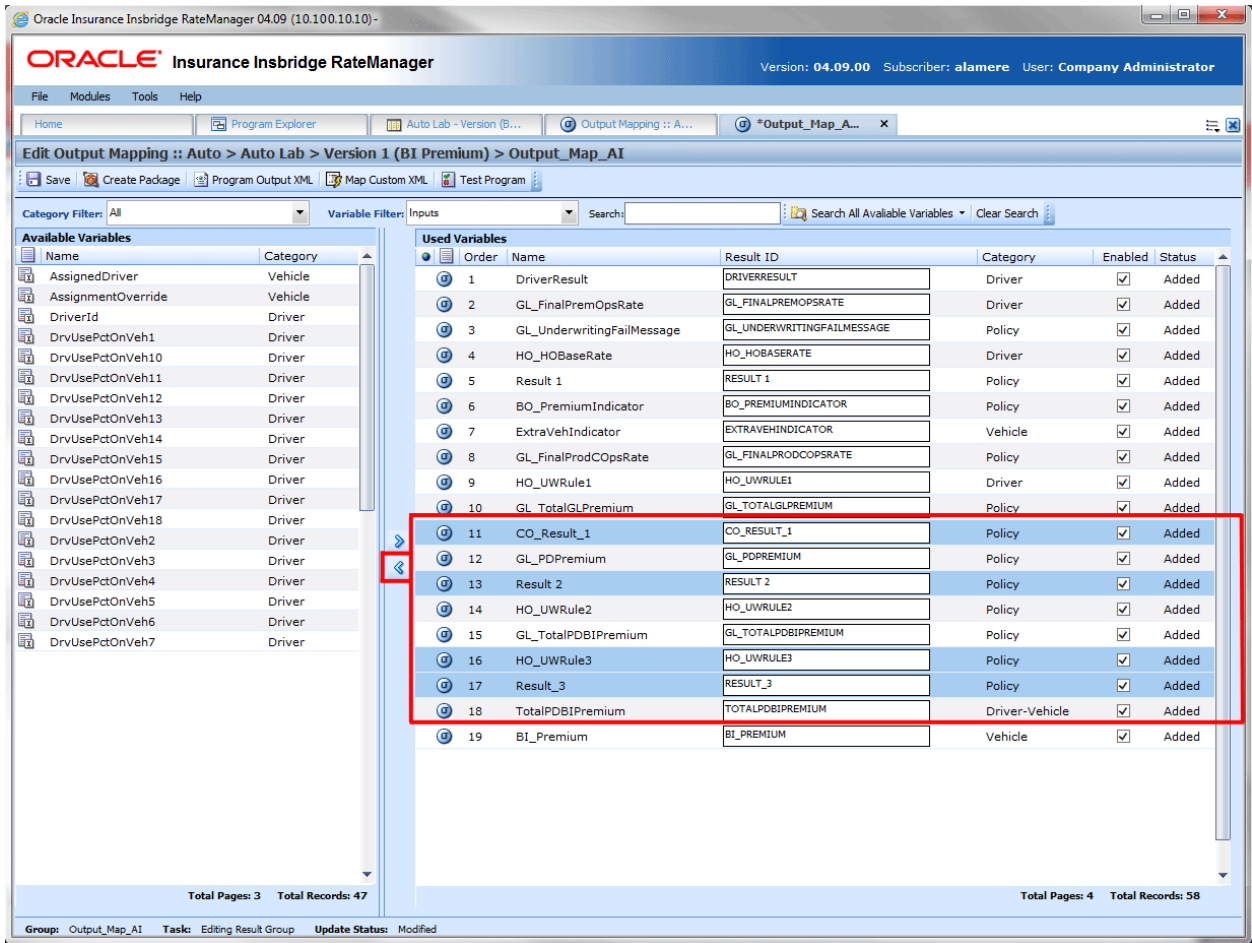 Oracle Insurance Insbridge RateManager 04.09 (10.100.10.10) -
ORACLE Insurance Insbridge RateManager
Version: 04.09.00 Subscriber: alamere User: Company Administrator
File Modules Tools Help
Home Program Explorer Auto Lab - Version (B... Output Mapping :: A... *Output_Map_A... x
Edit Output Mapping :: Auto > Auto Lab > Version 1 (BI Premium) > Output_Map_AI
Save Create Package Program Output XML Map Custom XML Test Program
Category Filter: All Variable Filter: Inputs Search: Search All Avaliable Variables Clear Search
Available Variables
Name Category
AssignedDriver Vehicle
AssignmentOverride Vehicle
DriverId Driver
DrvUsePctOnVeh1 Driver
DrvUsePctOnVeh10 Driver
DrvUsePctOnVeh11 Driver
DrvUsePctOnVeh12 Driver
DrvUsePctOnVeh13 Driver
DrvUsePctOnVeh14 Driver
DrvUsePctOnVeh15 Driver
DrvUsePctOnVeh16 Driver
DrvUsePctOnVeh17 Driver
DrvUsePctOnVeh18 Driver
DrvUsePctOnVeh2 Driver
DrvUsePctOnVeh3 Driver
DrvUsePctOnVeh4 Driver
DrvUsePctOnVeh5 Driver
DrvUsePctOnVeh6 Driver
DrvUsePctOnVeh7 Driver
Total Pages: 3 Total Records: 47
Used Variables
Order Name Result ID Category Enabled Status
1 DriverResult DRIVERRESULT Driver Added
2 GL_FinalPremOpsRate GL_FINALPREMOPSRATE Driver Added
3 GL_UnderwritingFailMessage GL_UNDERWRITINGFAILMESSAGE Policy Added
4 HO_HOBaseRate HO_HOBASERATE Driver Added
5 Result 1 RESULT 1 Policy Added
6 BO_PremiumIndicator BO_PREMIUMINDICATOR Policy Added
7 ExtraVehIndicator EXTRAVEHINDICATOR Vehicle Added
8 GL_FinalProdCOpsRate GL_FINALPRODCOPSRATE Policy Added
9 HO_UWRule1 HO_UWRULE1 Driver Added
10 GL_TotalGLPremium GL_TOTALGLPREMIUM Policy Added
11 CO_Result_1 CO_RESULT_1 Policy Added
12 GL_PDPremium GL_PDPREMIUM Policy Added
13 Result 2 RESULT 2 Policy Added
14 HO_UWRule2 HO_UWRULE2 Policy Added
15 GL_TotalPDBIPremium GL_TOTALPDBIPREMIUM Policy Added
16 HO_UWRule3 HO_UWRULE3 Policy Added
17 Result_3 RESULT_3 Policy Added
18 TotalPDBIPremium TOTALPDBIPREMIUM Driver-Vehicle Added
19 BI_Premium BI_PREMIUM Vehicle Added
Total Pages: 4 Total Records: 58
Group: Output_Map_AI Task: Editing Result Group Update Status: Modified